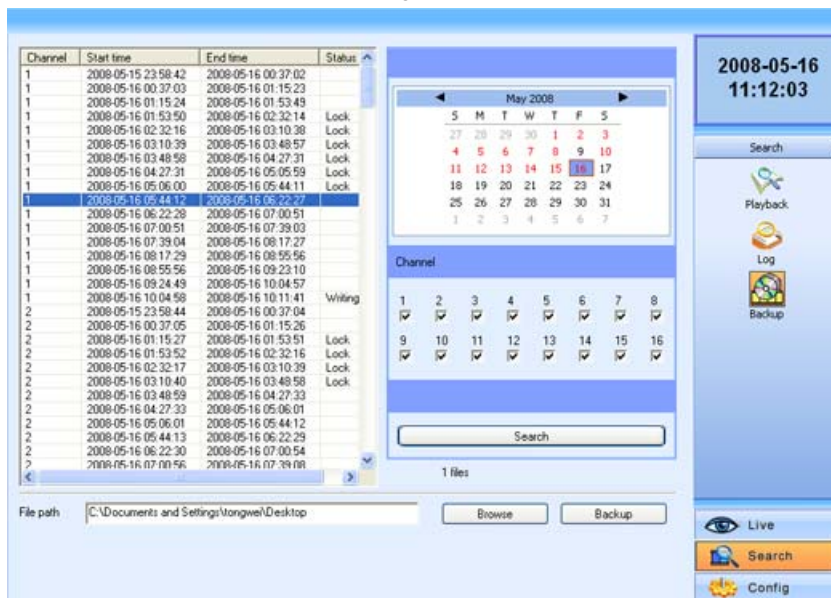 Channel Start time End time Status
1 2008-05-15 23:58:42 2008-05-16 00:37:02
1 2008-05-16 00:37:03 2008-05-16 01:15:23
1 2008-05-16 01:15:24 2008-05-16 01:53:49
1 2008-05-16 01:53:50 2008-05-16 02:32:14 Lock
1 2008-05-16 02:32:16 2008-05-16 03:10:38 Lock
1 2008-05-16 03:10:39 2008-05-16 03:48:57 Lock
1 2008-05-16 03:48:58 2008-05-16 04:27:31 Lock
1 2008-05-16 04:27:31 2008-05-16 05:05:59 Lock
1 2008-05-16 05:06:00 2008-05-16 05:44:11 Lock
1 2008-05-16 05:44:12 2008-05-16 06:22:27
1 2008-05-16 06:22:28 2008-05-16 07:00:51
1 2008-05-16 07:00:51 2008-05-16 07:39:03
1 2008-05-16 07:39:04 2008-05-16 08:17:27
1 2008-05-16 08:17:29 2008-05-16 08:55:56
1 2008-05-16 08:55:56 2008-05-16 09:23:10
1 2008-05-16 09:24:49 2008-05-16 10:04:57
1 2008-05-16 10:04:58 2008-05-16 10:11:41 Writing
2 2008-05-15 23:58:44 2008-05-16 00:37:04
2 2008-05-16 00:37:05 2008-05-16 01:15:26
2 2008-05-16 01:15:27 2008-05-16 01:53:51 Lock
2 2008-05-16 01:53:52 2008-05-16 02:32:16 Lock
2 2008-05-16 02:32:17 2008-05-16 03:10:39 Lock
2 2008-05-16 03:10:40 2008-05-16 03:48:58 Lock
2 2008-05-16 03:48:59 2008-05-16 04:27:33
2 2008-05-16 04:27:33 2008-05-16 05:06:01
2 2008-05-16 05:06:01 2008-05-16 05:44:12
2 2008-05-16 05:44:13 2008-05-16 06:22:29
2 2008-05-16 06:22:30 2008-05-16 07:00:54
2 2008-05-16 07:00:56 2008-05-16 07:39:08
File path C:\Documents and Settings\tongwei\Desktop
May 2008
S M T W T F S
27 28 29 30 1 2 3
4 5 6 7 8 9 10
11 12 13 14 15 16 17
18 19 20 21 22 23 24
25 26 27 28 29 30 31
1 2 3 4 5 6 7
Channel
1 2 3 4 5 6 7 8
9 10 11 12 13 14 15 16
Search
1 files
Browse Backup
2008-05-16
11:12:03
Search
Playback
Log
Backup
Live
Search
Config